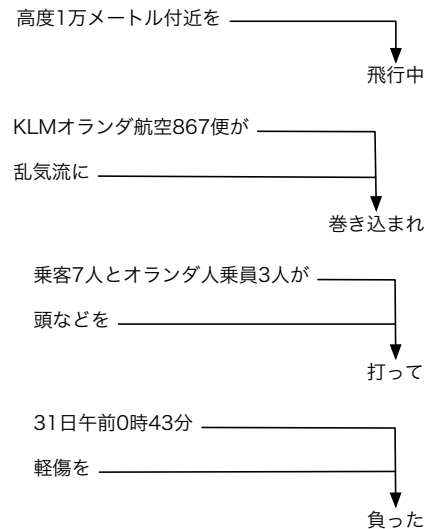 高度1万メートル付近を
飛行中
KLMオランダ航空867便が
乱気流に
巻き込まれ
乗客7人とオランダ人乗員3人が
頭などを
打って
31日午前0時43分
軽傷を
負った